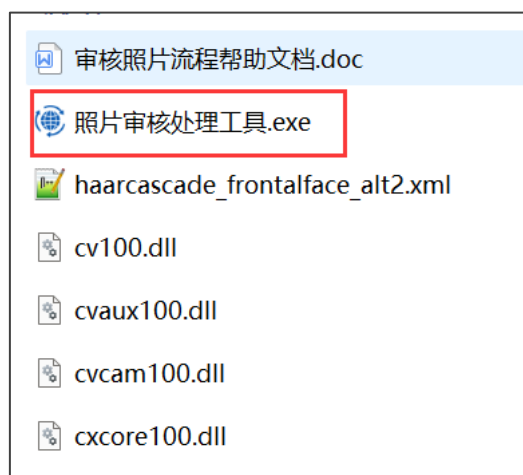 审核照片流程帮助文档.doc
照片审核处理工具.exe
haarcascade_frontalface_alt2.xml
cv100.dll
cvaux100.dll
cvcam100.dll
cxcore100.dll